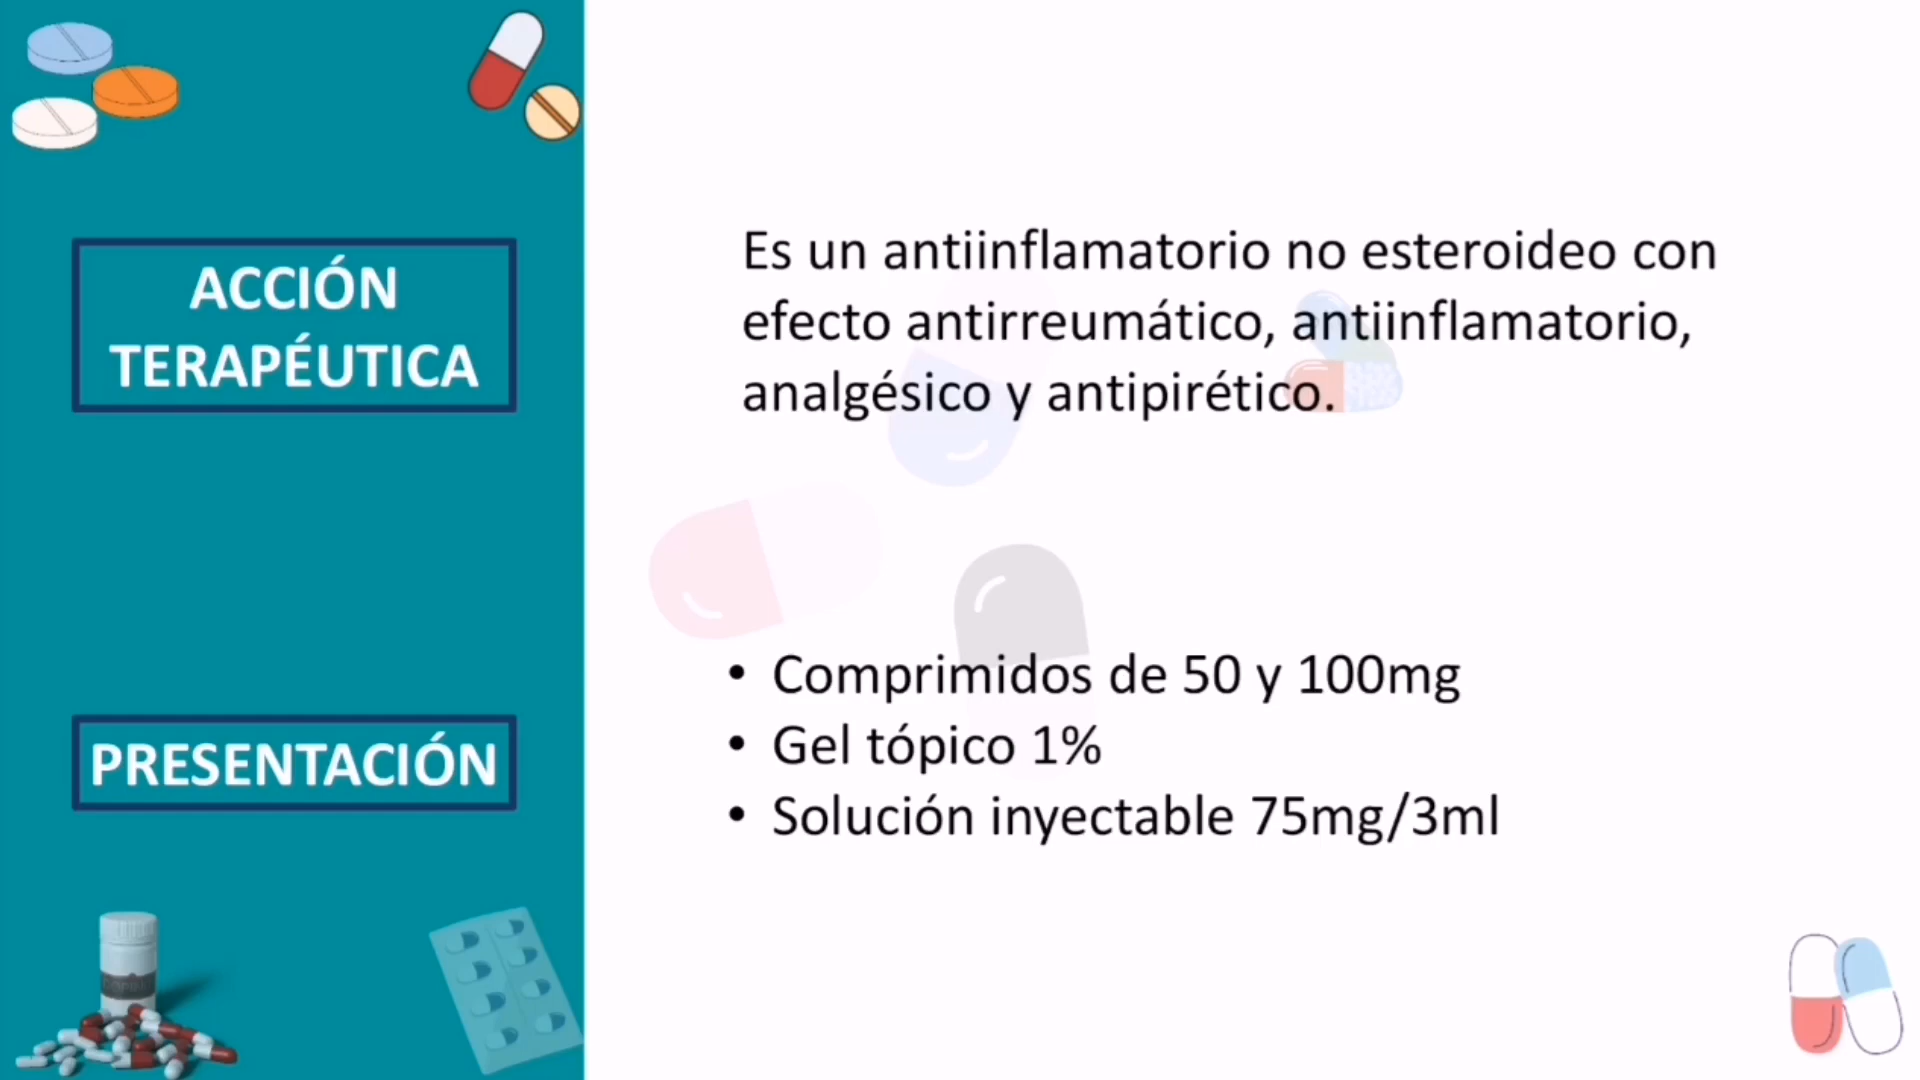 ACCIÓN
TERAPÉUTICA
Es un antiinflamatorio no esteroideo con
efecto antirreumático, antiinflamatorio,
analgésico y antipirético.
PRESENTACIÓN
• Comprimidos de 50 y 100mg
• Gel tópico 1%
• Solución inyectable 75mg/3ml